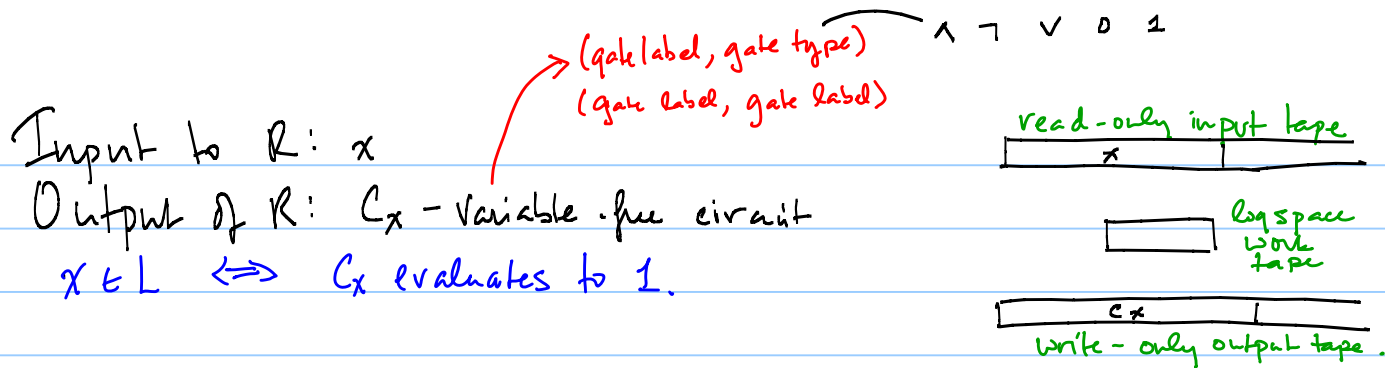 (gate label, gate type) ∧ ¬ ∨ 0 1
(gate label, gate label)
read-only input tape
Input to R: x
x
Output of R: Cx - variable-free circuit
logspace
work
tape
x ∈ L ⇔ Cx evaluates to 1.
Cx
write-only output tape.